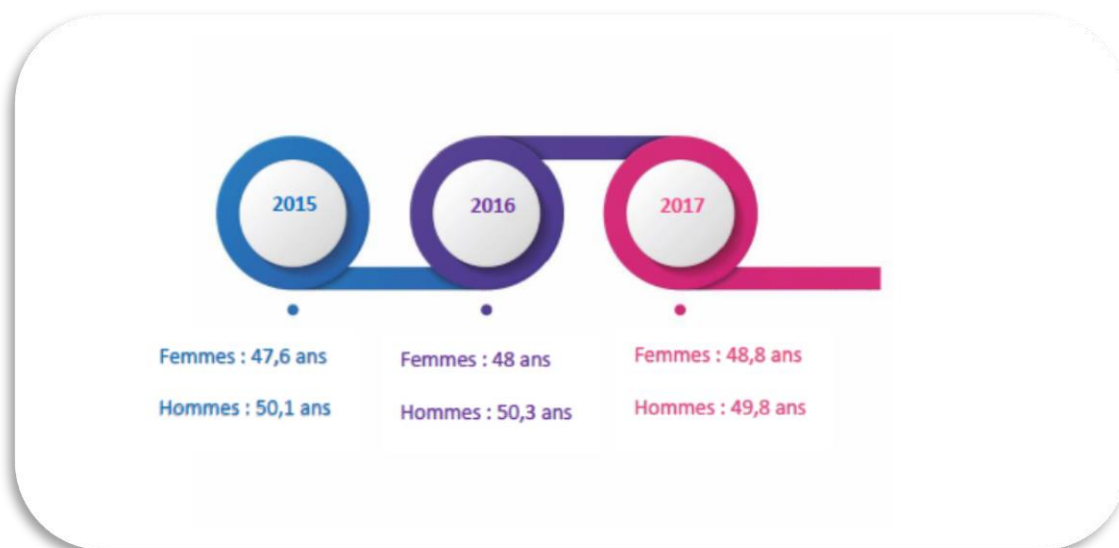 2015
2016
2017
Femmes : 47,6 ans
Hommes : 50,1 ans
Femmes : 48 ans
Hommes : 50,3 ans
Femmes : 48,8 ans
Hommes : 49,8 ans